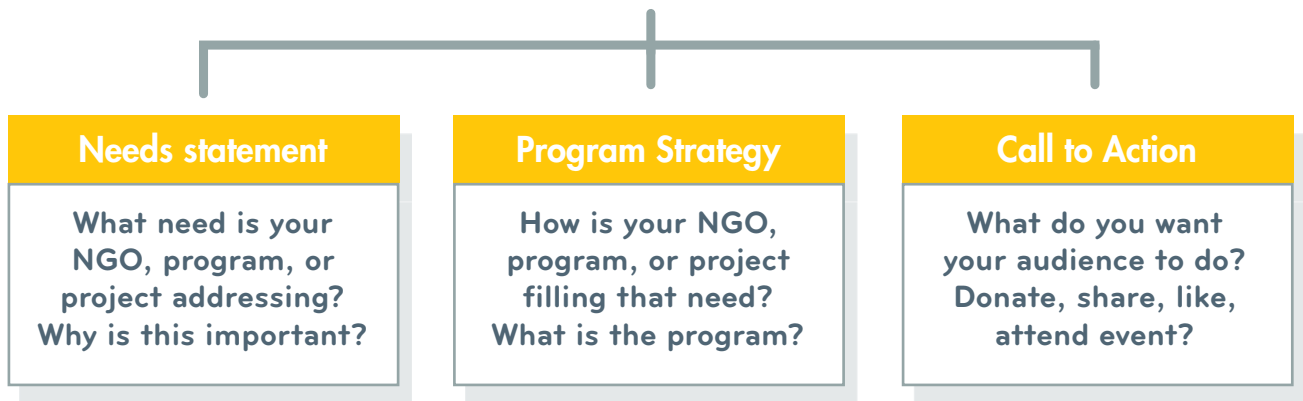 Needs statement
What need is your
NGO, program, or
project addressing?
Why is this important?
Program Strategy
How is your NGO,
program, or project
filling that need?
What is the program?
Call to Action
What do you want
your audience to do?
Donate, share, like,
attend event?